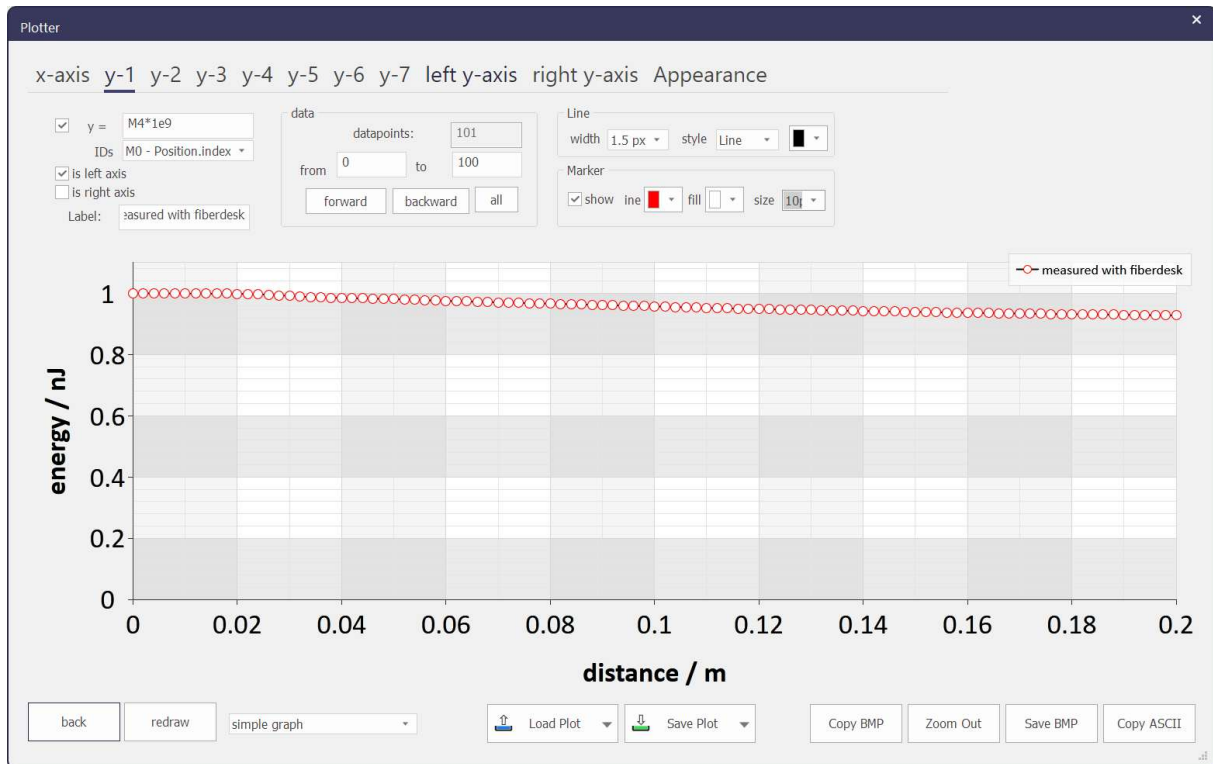 Plotter
x-axis y-1 y-2 y-3 y-4 y-5 y-6 y-7 left y-axis right y-axis Appearance
y = M4*1e9
IDs M0 - Position.index
is left axis
is right axis
Label: easured with fiberdesk
data
datapoints: 101
from 0 to 100
forward backward all
Line
width 1.5 px style Line
Marker
show ine fill size 10p
measured with fiberdesk
energy / nJ
1
0.8
0.6
0.4
0.2
0
0 0.02 0.04 0.06 0.08 0.1 0.12 0.14 0.16 0.18 0.2
distance / m
back redraw simple graph Load Plot Save Plot Copy BMP Zoom Out Save BMP Copy ASCII